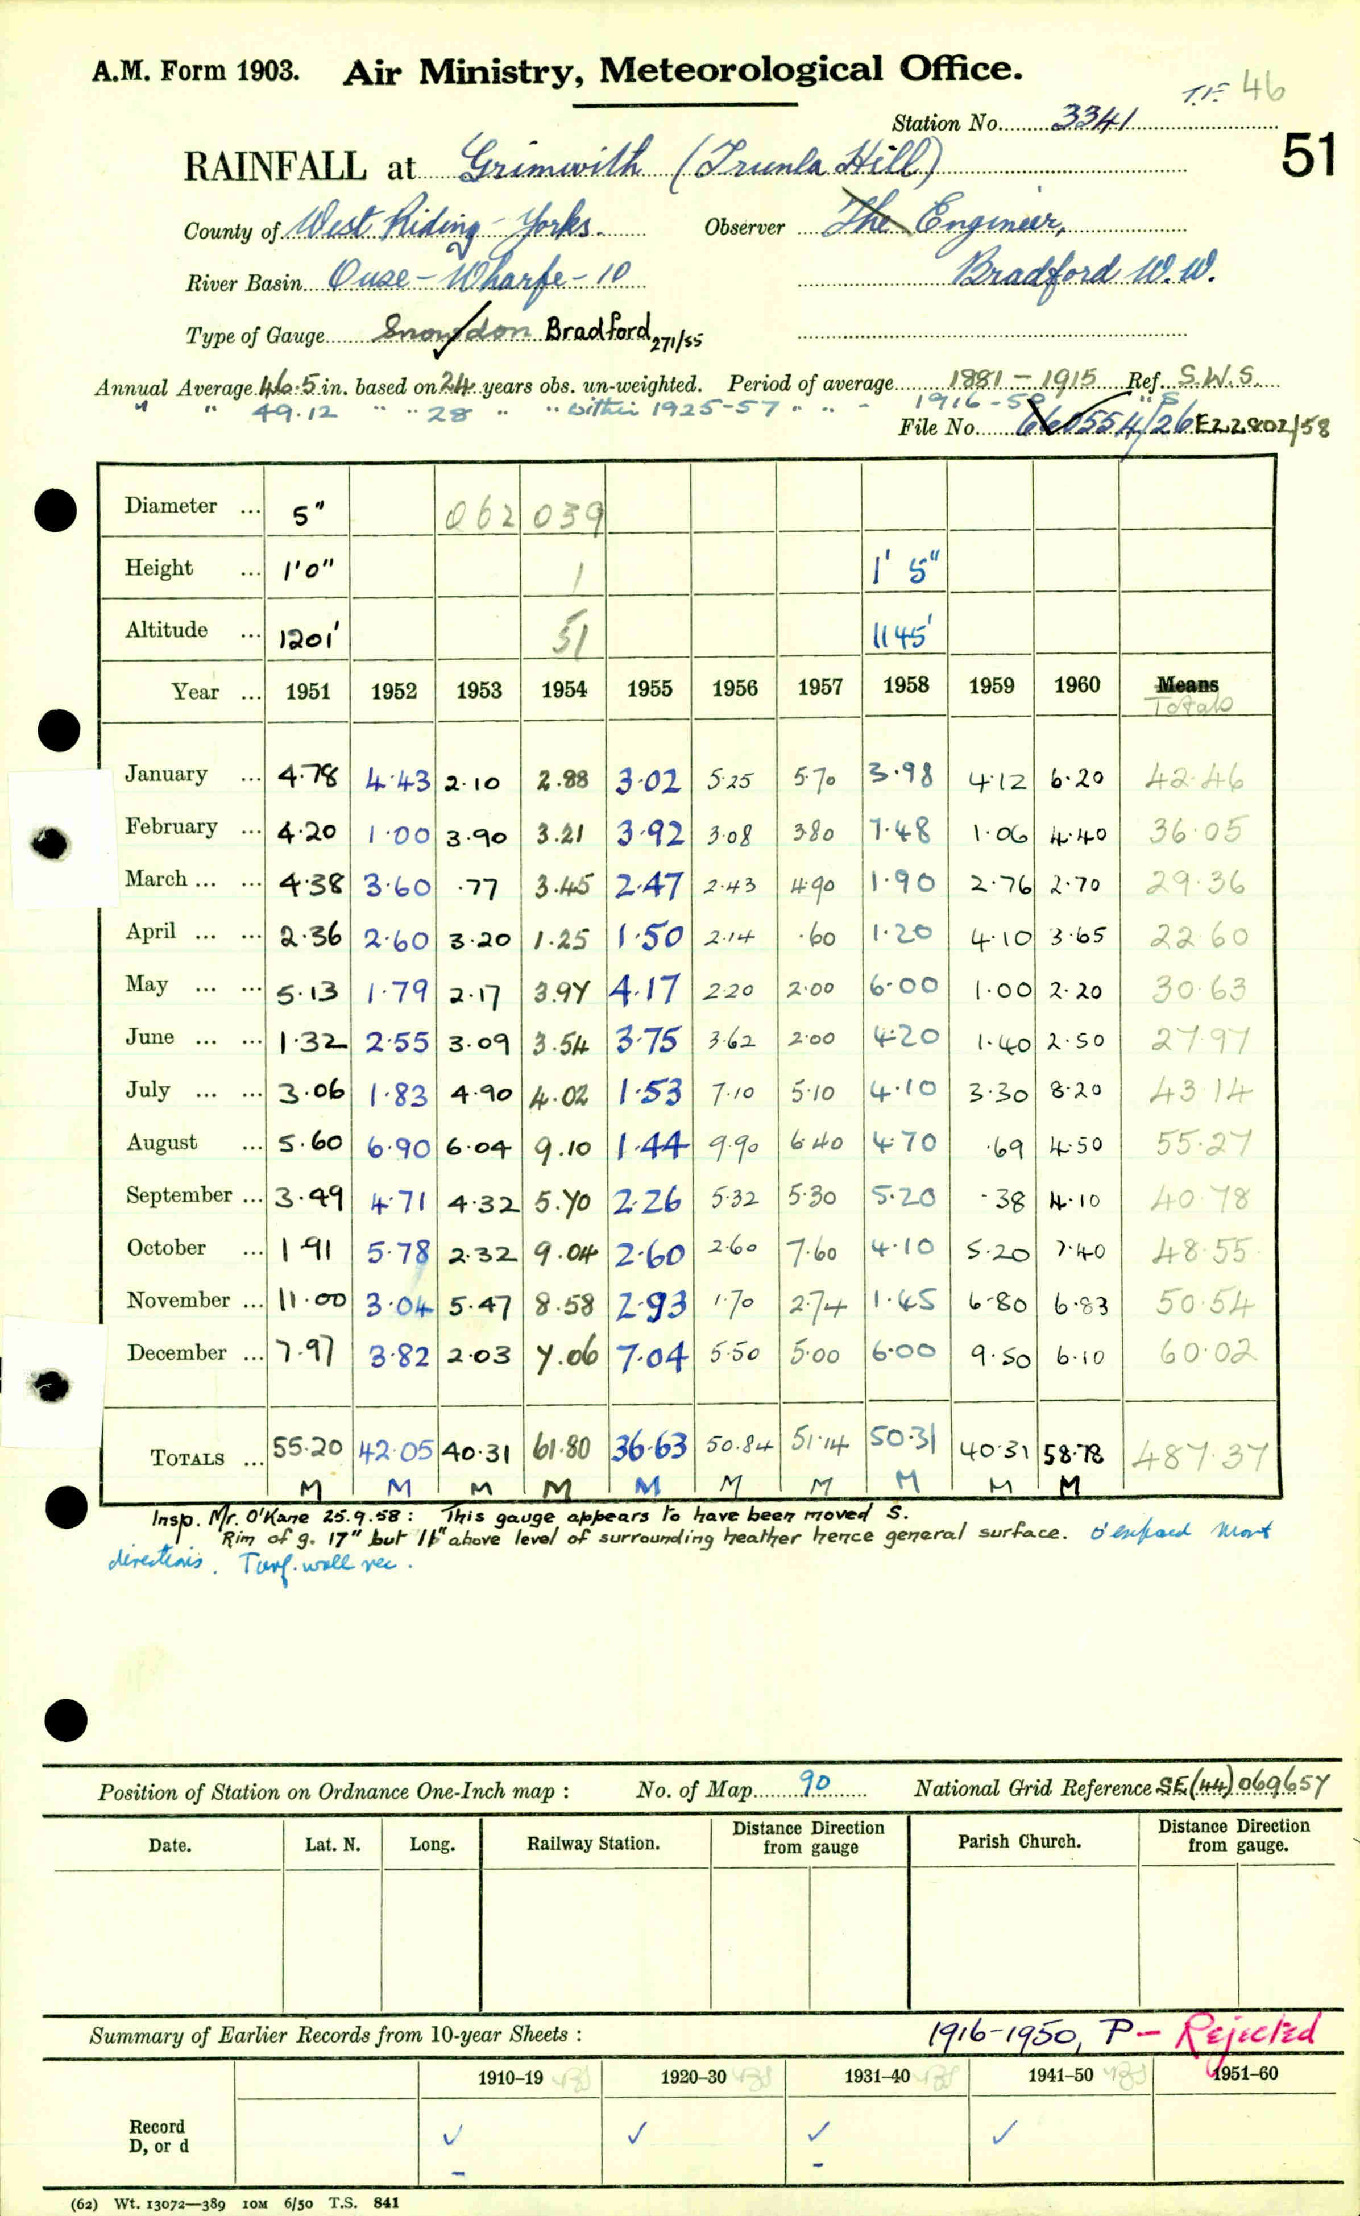 A.M. Form 1903. Air Ministry, Meteorological Office.
T.F. 46
Station No. 3341
51
RAINFALL at Grimwith (Trunla Hill)
County of West Riding - Yorks. Observer The Engineer,
River Basin Ouse - Wharfe - 10 Bradford W.W.
Type of Gauge Snowdon Bradford 271/55
Annual Average 46.5 in. based on 24 years obs. un-weighted. Period of average 1881 - 1915 Ref. S.W.S.
" " 49.12 " " 28 " " " within 1925-57 " " - 1916-50 " S
File No. 660554/26 E22802/58
Diameter ... 5" 062 039
Height ... 1'0" 1 1' 5"
Altitude ... 1201' 51 1145'
Year ... 1951 1952 1953 1954 1955 1956 1957 1958 1959 1960 Means
Totals
January ... 4.78 4.43 2.10 2.88 3.02 5.25 5.70 3.98 4.12 6.20 42.46
February ... 4.20 1.00 3.90 3.21 3.92 3.08 3.80 7.48 1.06 4.40 36.05
March ... ... 4.38 3.60 .77 3.45 2.47 2.43 4.90 1.90 2.76 2.70 29.36
April ... ... 2.36 2.60 3.20 1.25 1.50 2.14 .60 1.20 4.10 3.65 22.60
May ... ... 5.13 1.79 2.17 3.97 4.17 2.20 2.00 6.00 1.00 2.20 30.63
June ... ... 1.32 2.55 3.09 3.54 3.75 3.62 2.00 4.20 1.40 2.50 27.97
July ... ... 3.06 1.83 4.90 4.02 1.53 7.10 5.10 4.10 3.30 8.20 43.14
August ... 5.60 6.90 6.04 9.10 1.44 9.90 6.40 4.70 .69 4.50 55.27
September ... 3.49 4.71 4.32 5.70 2.26 5.32 5.30 5.20 .38 4.10 40.78
October ... 1.91 5.78 2.32 9.04 2.60 2.60 7.60 4.10 5.20 7.40 48.55
November ... 11.00 3.04 5.47 8.58 2.93 1.70 2.74 1.45 6.80 6.83 50.54
December ... 7.97 3.82 2.03 7.06 7.04 5.50 5.00 6.00 9.50 6.10 60.02
TOTALS ... 55.20 42.05 40.31 61.80 36.63 50.84 51.14 50.31 40.31 58.78 487.37
M M M M M M M M M M
Insp. Mr. O'Kane 25.9.58: This gauge appears to have been moved S.
Rim of g. 17" but 11" above level of surrounding heather hence general surface. O'exposed most
directions. Turf. wall rec.
Position of Station on Ordnance One-Inch map : No. of Map 90 National Grid Reference SE(44)069657
Date. Lat. N. Long. Railway Station. Distance Direction from gauge Parish Church. Distance Direction from gauge.
Summary of Earlier Records from 10-year Sheets : 1916-1950, P - Rejected
1910–19 1920–30 1931–40 1941–50 1951–60
Record
D, or d ✓ ✓ ✓ ✓
(62) Wt. 13072—389 10M 6/50 T.S. 841